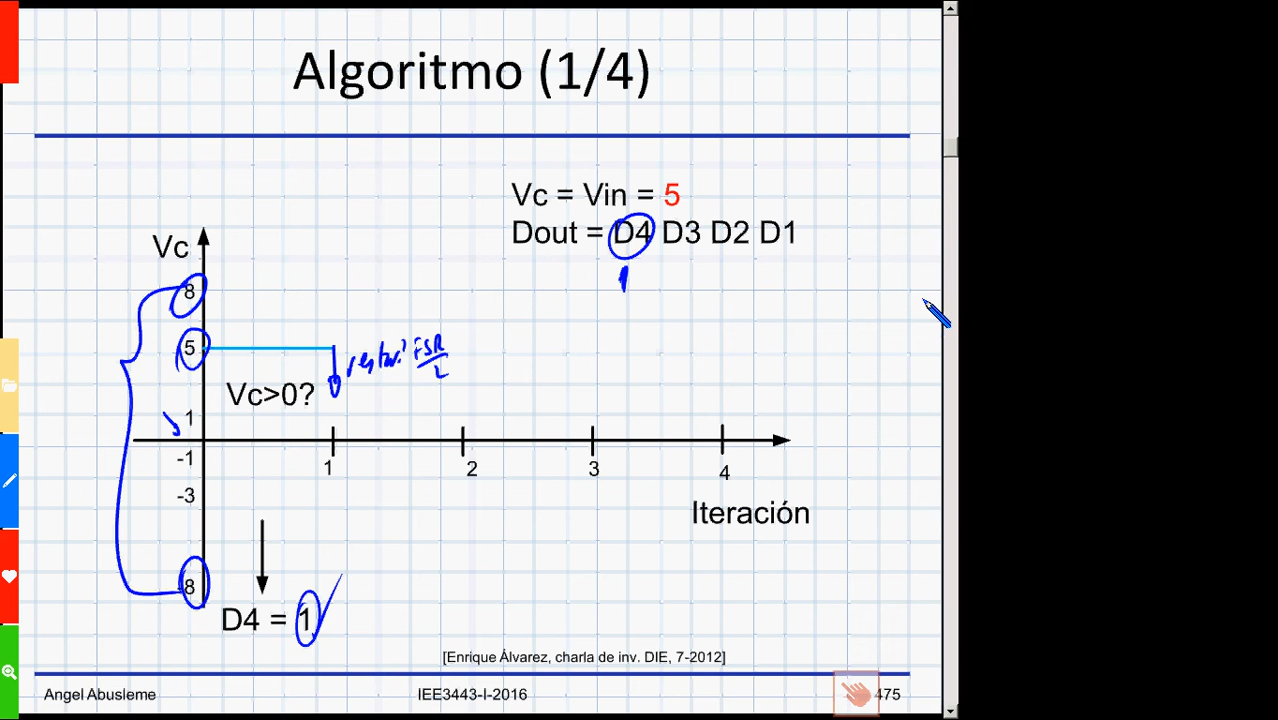 Algoritmo (1/4)
Vc = Vin = 5
Dout = D4 D3 D2 D1
1
Vc
8
5
restar? FSR/2
Vc>0?
1
-1
-3
1
2
3
4
Iteración
-8
D4 = 1
[Enrique Álvarez, charla de inv. DIE, 7-2012]
Angel Abusleme
IEE3443-I-2016
475